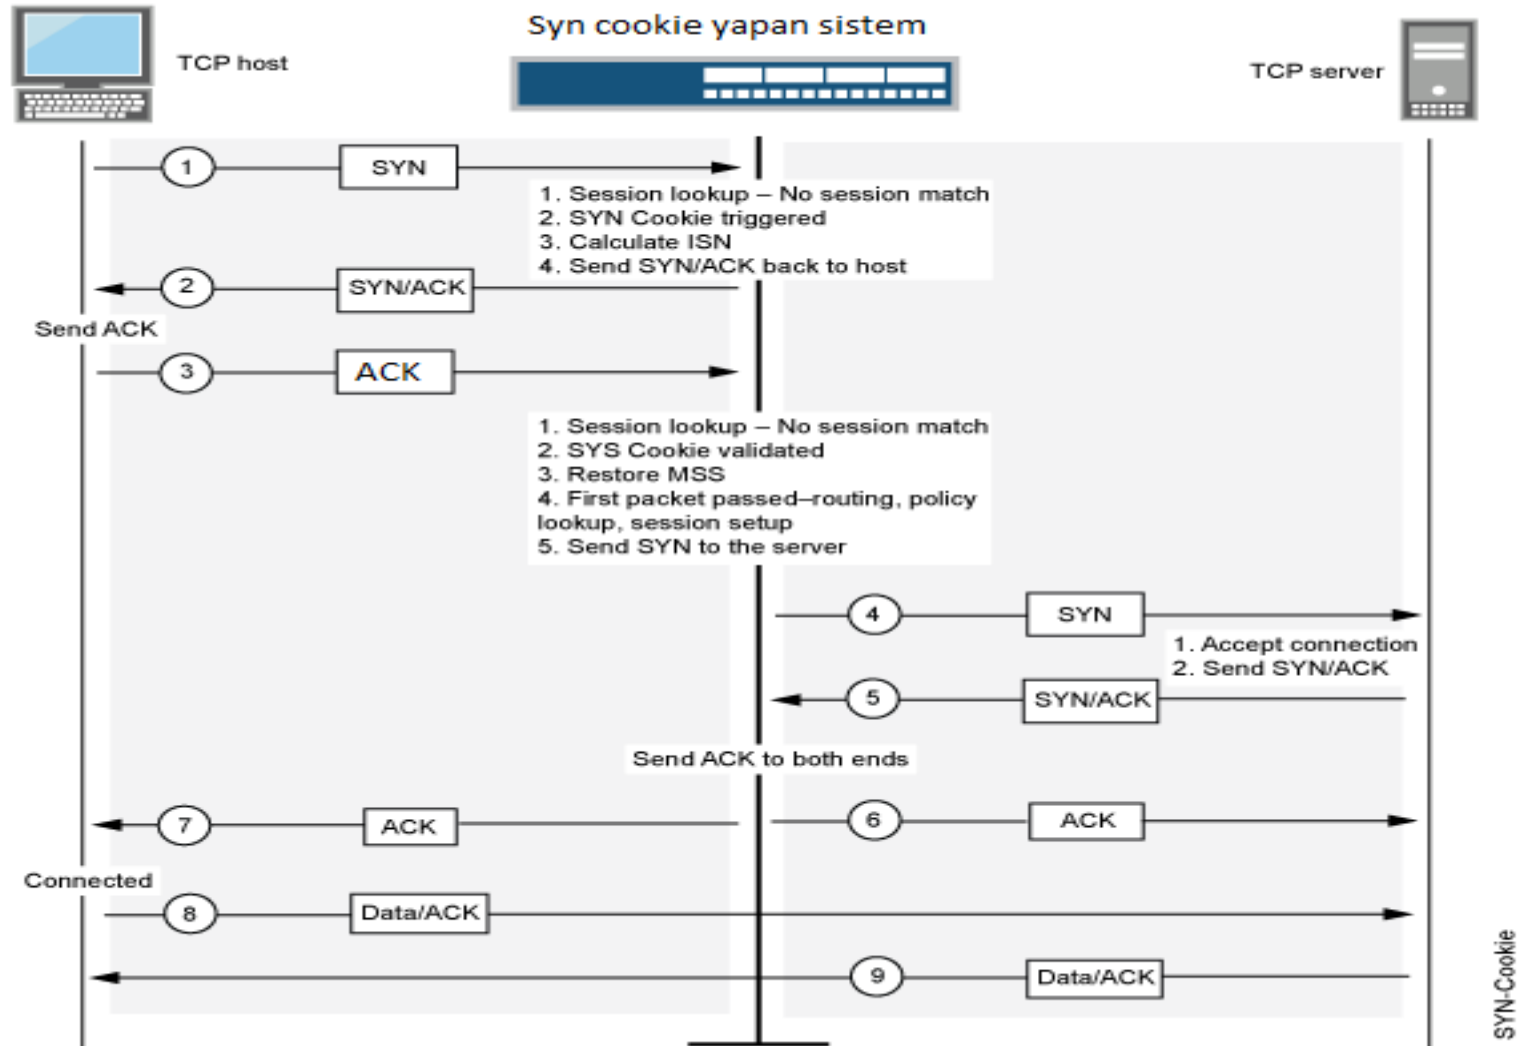 Syn cookie yapan sistem
TCP host
TCP server
1
SYN
1. Session lookup – No session match
2. SYN Cookie triggered
3. Calculate ISN
4. Send SYN/ACK back to host
2
SYN/ACK
Send ACK
3
ACK
1. Session lookup – No session match
2. SYS Cookie validated
3. Restore MSS
4. First packet passed–routing, policy
lookup, session setup
5. Send SYN to the server
4
SYN
1. Accept connection
2. Send SYN/ACK
5
SYN/ACK
Send ACK to both ends
7
ACK
6
ACK
Connected
8
Data/ACK
9
Data/ACK
SYN-Cookie